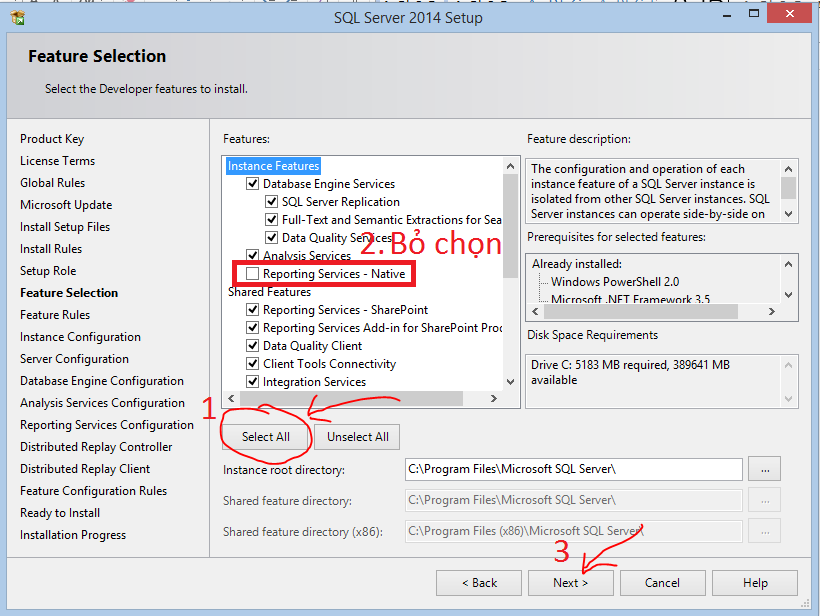 SQL Server 2014 Setup
Feature Selection
Select the Developer features to install.
Product Key
License Terms
Global Rules
Microsoft Update
Install Setup Files
Install Rules
Setup Role
Feature Selection
Feature Rules
Instance Configuration
Server Configuration
Database Engine Configuration
Analysis Services Configuration
Reporting Services Configuration
Distributed Replay Controller
Distributed Replay Client
Feature Configuration Rules
Ready to Install
Installation Progress
Features:
Instance Features
Database Engine Services
SQL Server Replication
Full-Text and Semantic Extractions for Sea
Data Quality Services
2. Bỏ chọn
Analysis Services
Reporting Services - Native
Shared Features
Reporting Services - SharePoint
Reporting Services Add-in for SharePoint Proc
Data Quality Client
Client Tools Connectivity
Integration Services
Feature description:
The configuration and operation of each
instance feature of a SQL Server instance is
isolated from other SQL Server instances. SQL
Server instances can operate side-by-side on
Prerequisites for selected features:
Already installed:
Windows PowerShell 2.0
Microsoft .NET Framework 3.5
Disk Space Requirements
Drive C: 5183 MB required, 389641 MB
available
1
Select All
Unselect All
Instance root directory:
C:\Program Files\Microsoft SQL Server\
...
Shared feature directory:
C:\Program Files\Microsoft SQL Server\
...
Shared feature directory (x86):
C:\Program Files (x86)\Microsoft SQL Server\
...
3
< Back
Next >
Cancel
Help